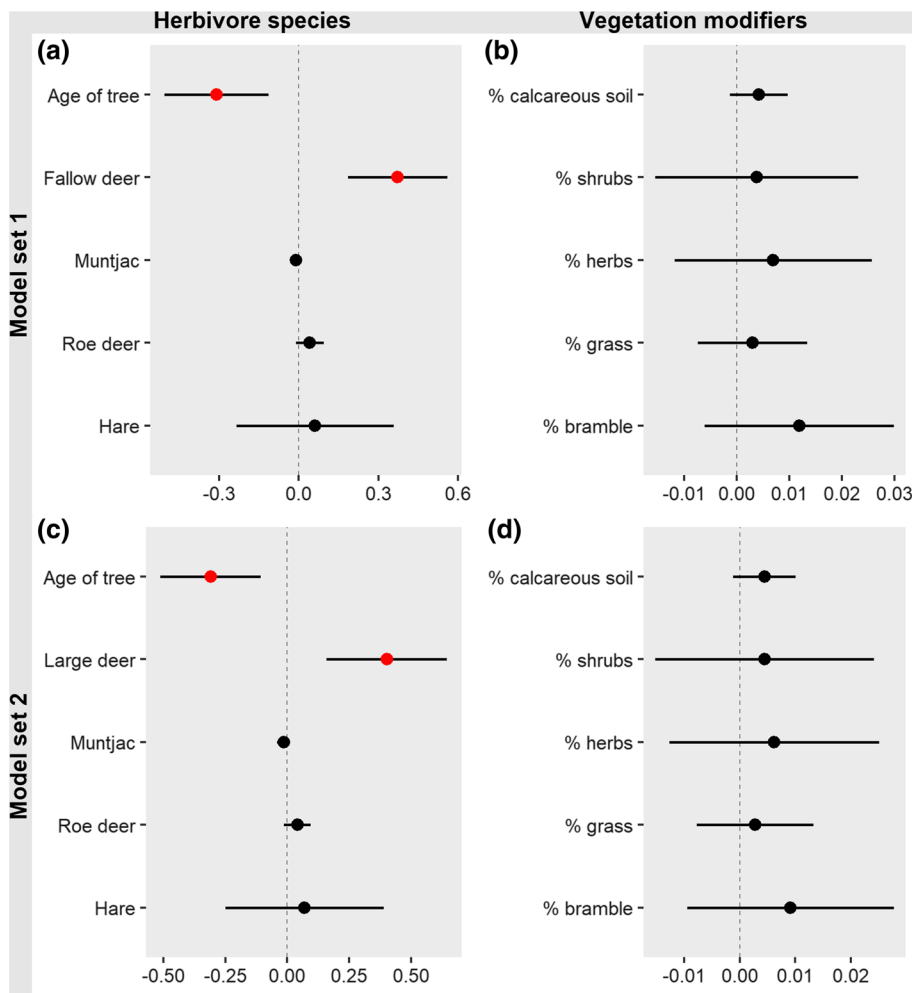 Herbivore species Vegetation modifiers
Model set 1
(a)
Age of tree
Fallow deer
Muntjac
Roe deer
Hare
-0.3 0.0 0.3 0.6
(b)
% calcareous soil
% shrubs
% herbs
% grass
% bramble
-0.01 0.00 0.01 0.02 0.03
Model set 2
(c)
Age of tree
Large deer
Muntjac
Roe deer
Hare
-0.50 -0.25 0.00 0.25 0.50
(d)
% calcareous soil
% shrubs
% herbs
% grass
% bramble
-0.01 0.00 0.01 0.02